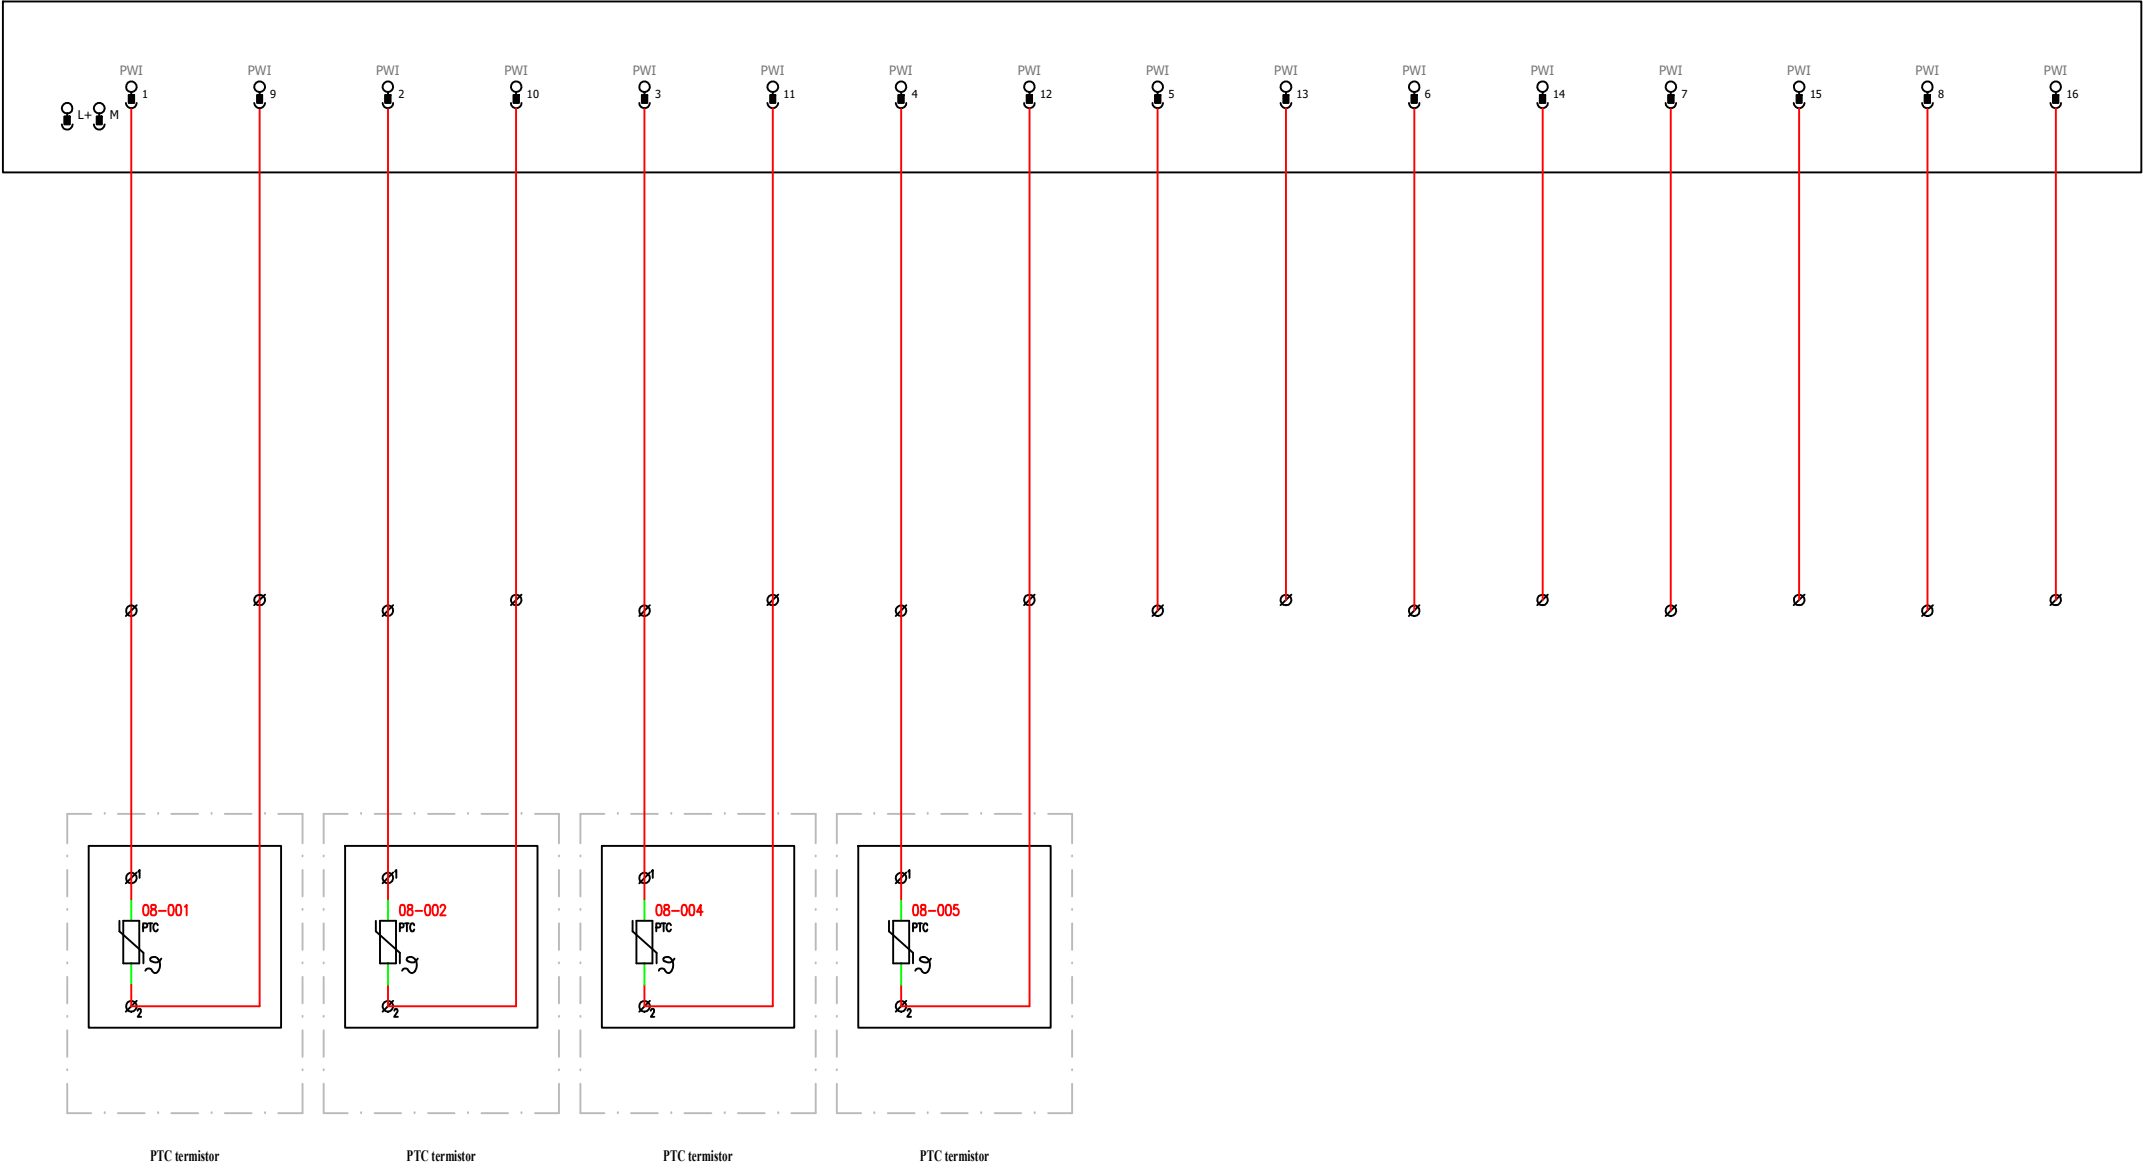 PWI PWI PWI PWI PWI PWI PWI PWI PWI PWI PWI PWI PWI PWI PWI PWI
1 9 2 10 3 11 4 12 5 13 6 14 7 15 8 16
L+ M
1 1 1 1
08-001 08-002 08-004 08-005
PTC PTC PTC PTC
2 2 2 2
PTC termistor PTC termistor PTC termistor PTC termistor